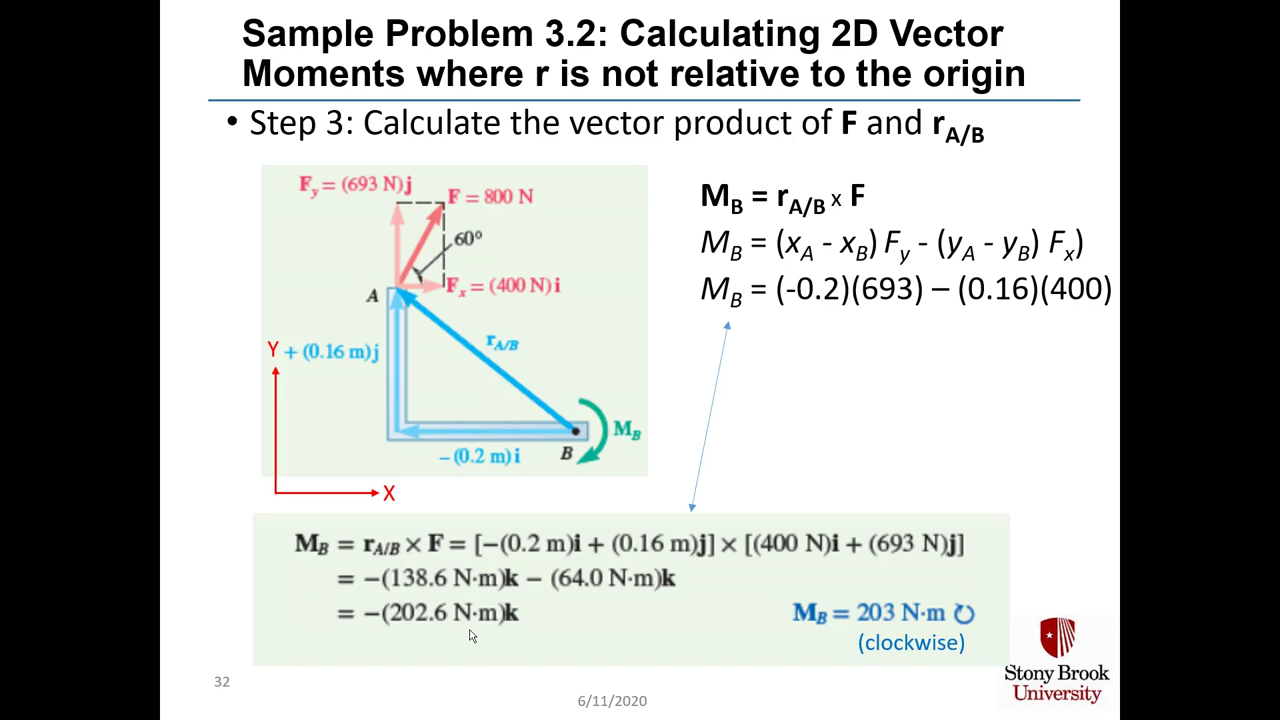 Sample Problem 3.2: Calculating 2D Vector
Moments where r is not relative to the origin
• Step 3: Calculate the vector product of F and r_A/B
F_y = (693 N)j
F = 800 N
60°
F_x = (400 N)i
A
r_A/B
Y
+ (0.16 m)j
M_B
B
– (0.2 m)i
X
M_B = r_A/B x F
M_B = (x_A - x_B) F_y - (y_A - y_B) F_x)
M_B = (-0.2)(693) – (0.16)(400)
M_B = r_A/B × F = [–(0.2 m)i + (0.16 m)j] × [(400 N)i + (693 N)j]
= –(138.6 N·m)k – (64.0 N·m)k
= –(202.6 N·m)k
M_B = 203 N·m ↻
(clockwise)
32
6/11/2020
Stony Brook
University